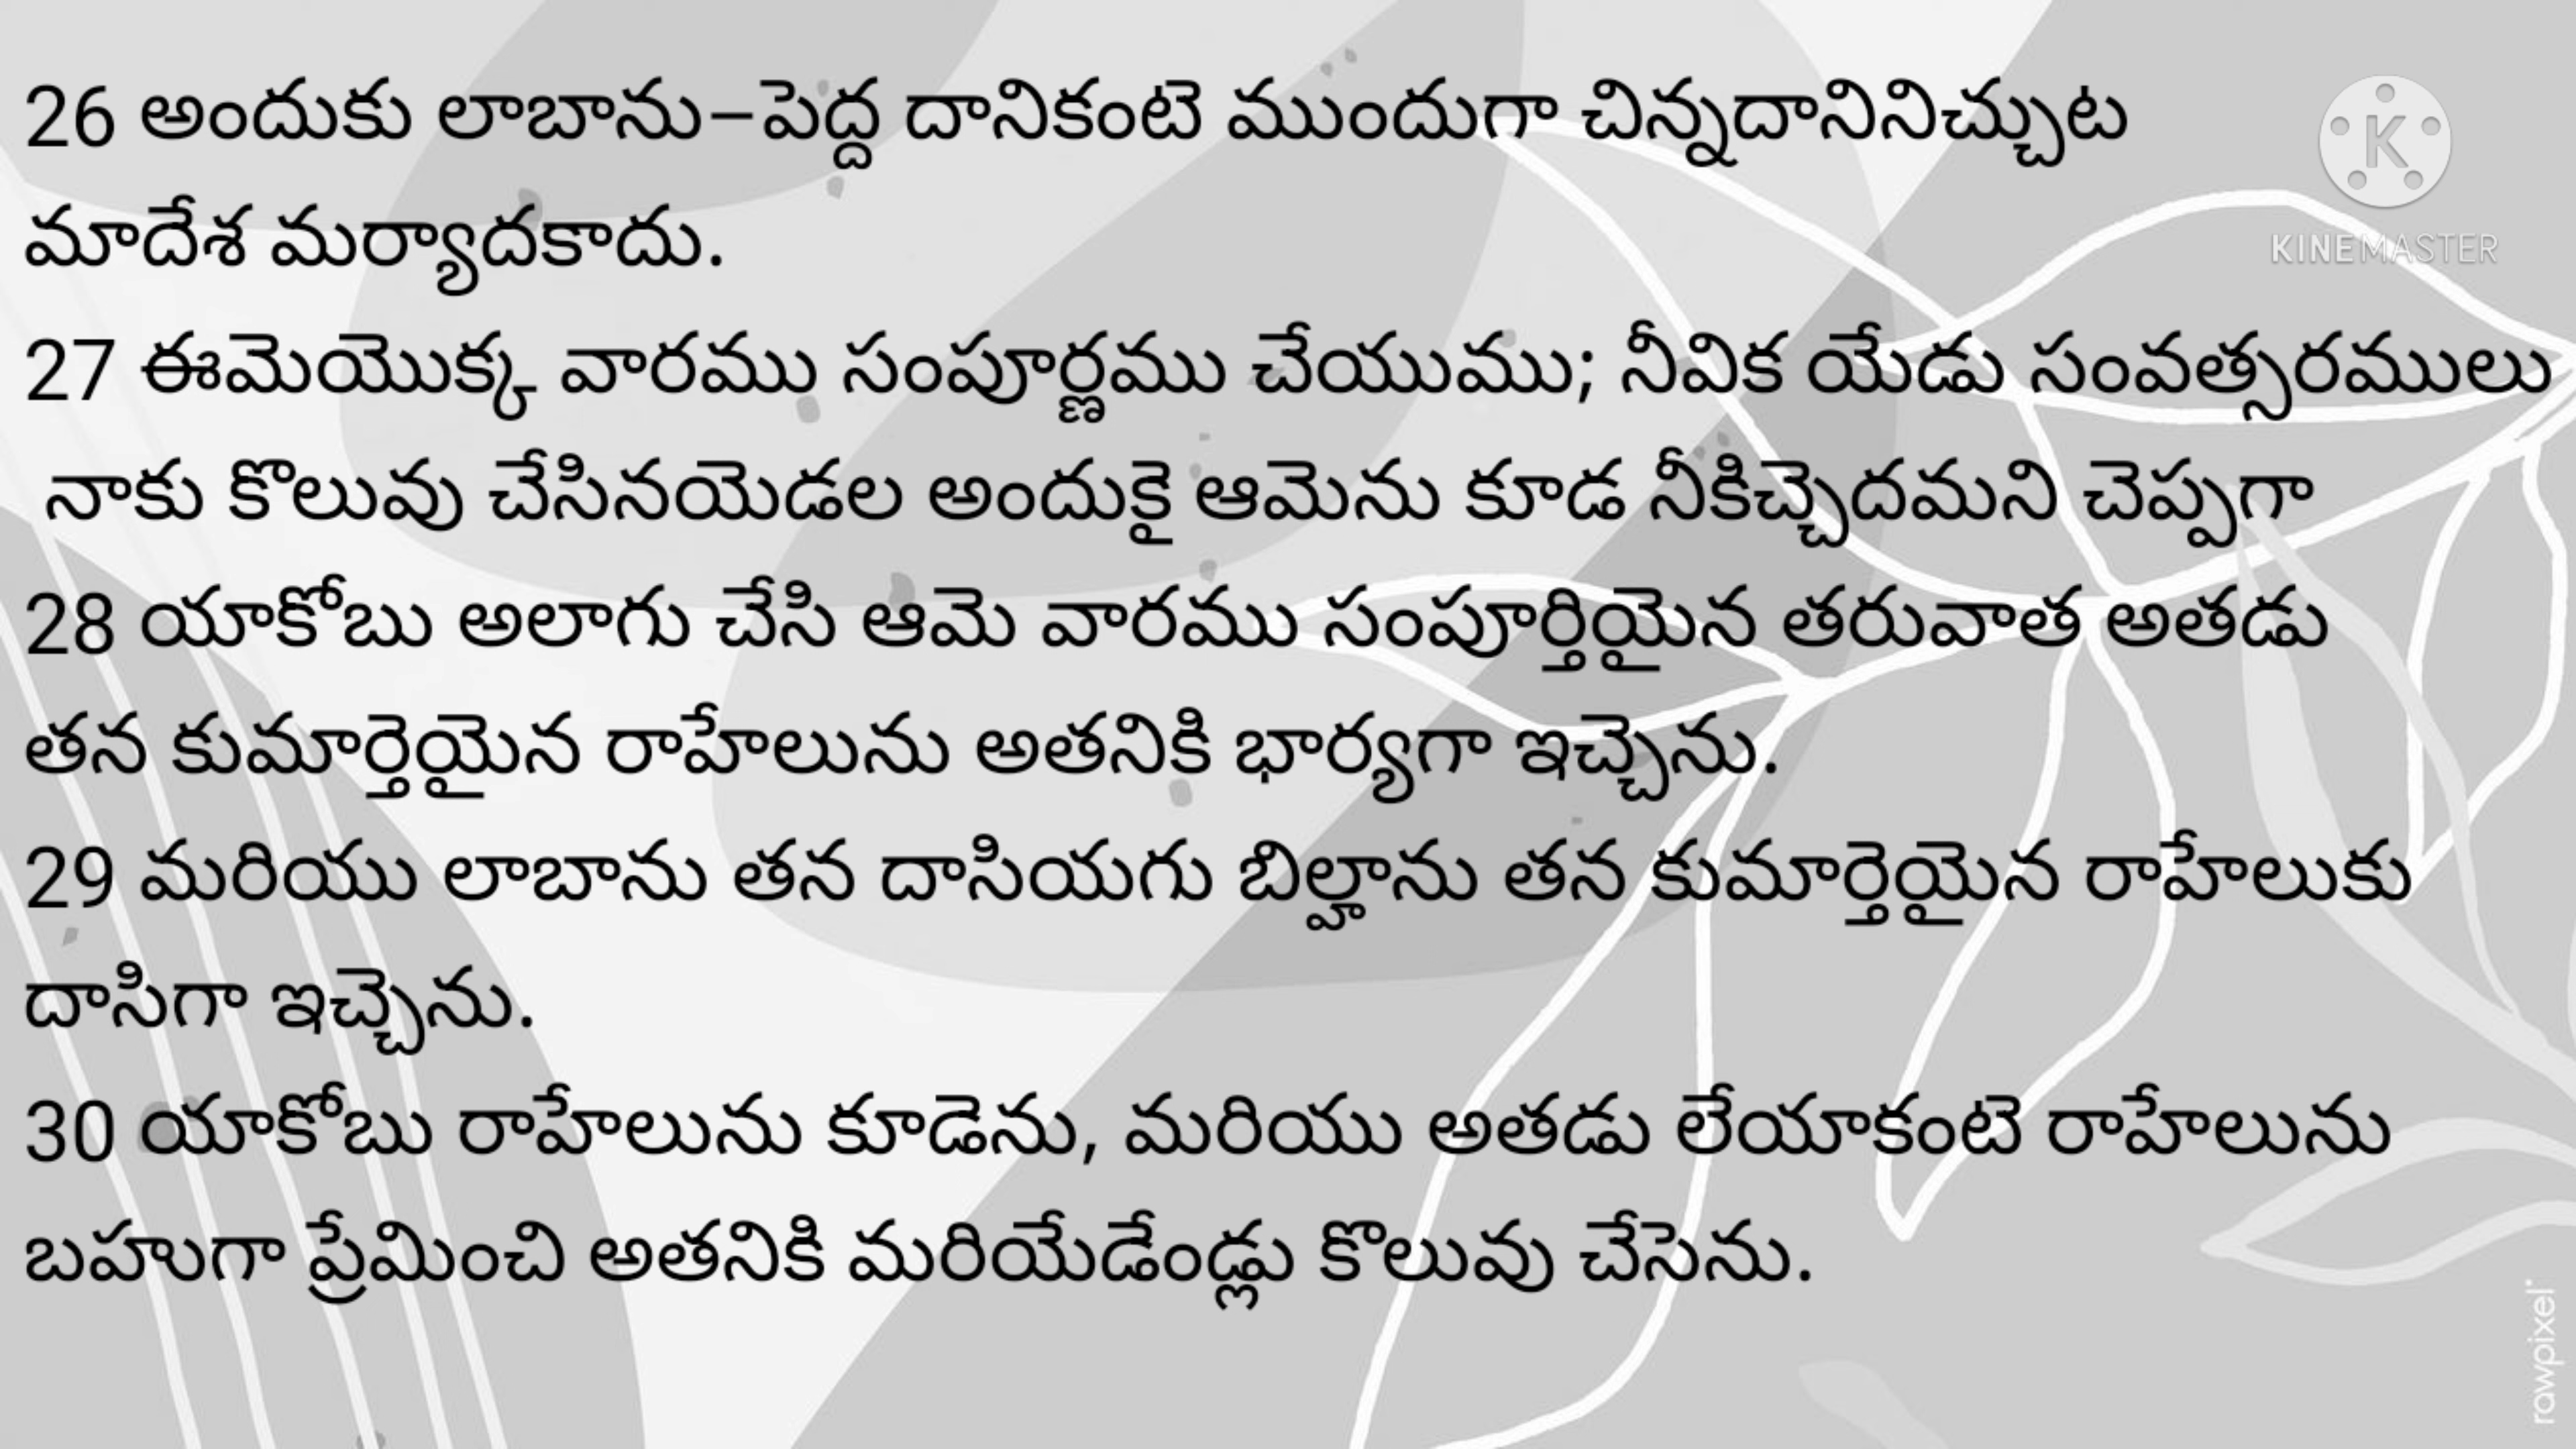 26 అందుకు లాబాను–పెద్ద దానికంటె ముందుగా చిన్నదానినిచ్చుట
మాదేశ మర్యాదకాదు.
27 ఈమెయొక్క వారము సంపూర్ణము చేయుము; నీవిక యేడు సంవత్సరములు
నాకు కొలువు చేసినయెడల అందుకై ఆమెను కూడ నీకిచ్చెదమని చెప్పగా
28 యాకోబు అలాగు చేసి ఆమె వారము సంపూర్తియైన తరువాత అతడు
తన కుమార్తెయైన రాహేలును అతనికి భార్యగా ఇచ్చెను.
29 మరియు లాబాను తన దాసియగు బిల్హాను తన కుమార్తెయైన రాహేలుకు
దాసిగా ఇచ్చెను.
30 యాకోబు రాహేలును కూడెను, మరియు అతడు లేయాకంటె రాహేలును
బహుగా ప్రేమించి అతనికి మరియేడేండ్లు కొలువు చేసెను.
K
KINEMASTER
rawpixel